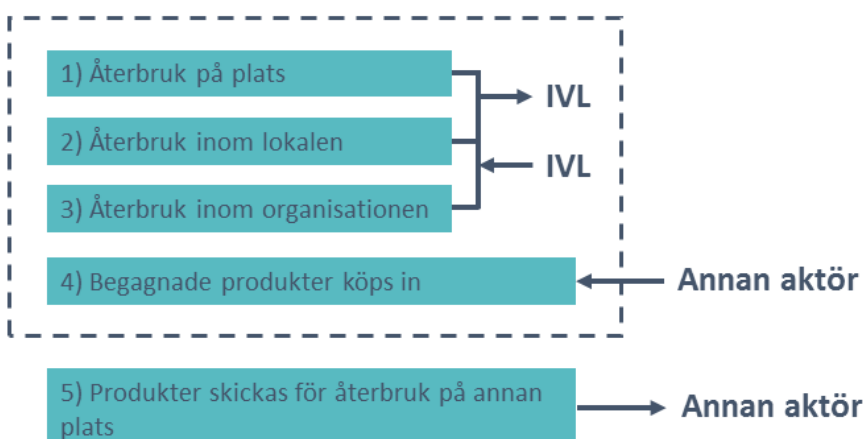 1) Återbruk på plats
IVL
2) Återbruk inom lokalen
IVL
3) Återbruk inom organisationen
4) Begagnade produkter köps in
Annan aktör
5) Produkter skickas för återbruk på annan
plats
Annan aktör